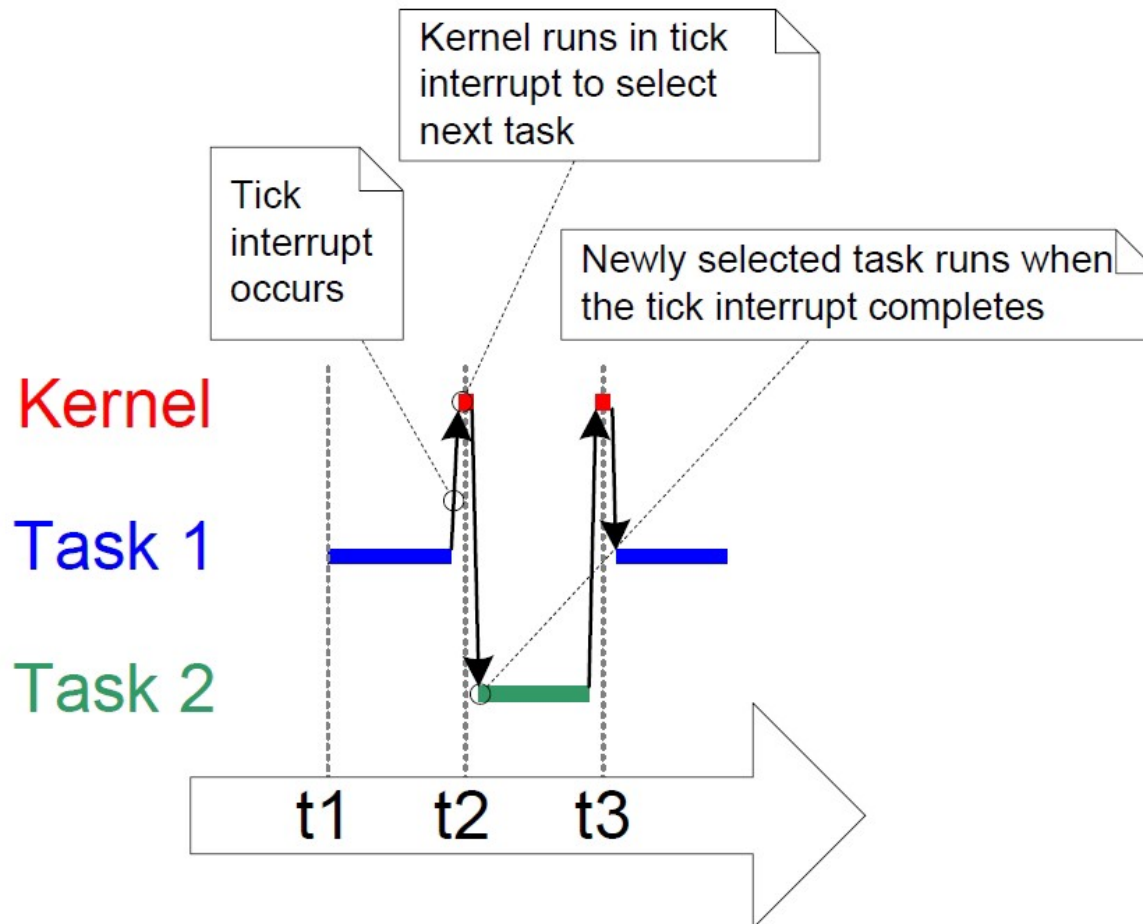 Kernel runs in tick
interrupt to select
next task
Tick
interrupt
occurs
Newly selected task runs when
the tick interrupt completes
Kernel
Task 1
Task 2
t1 t2 t3